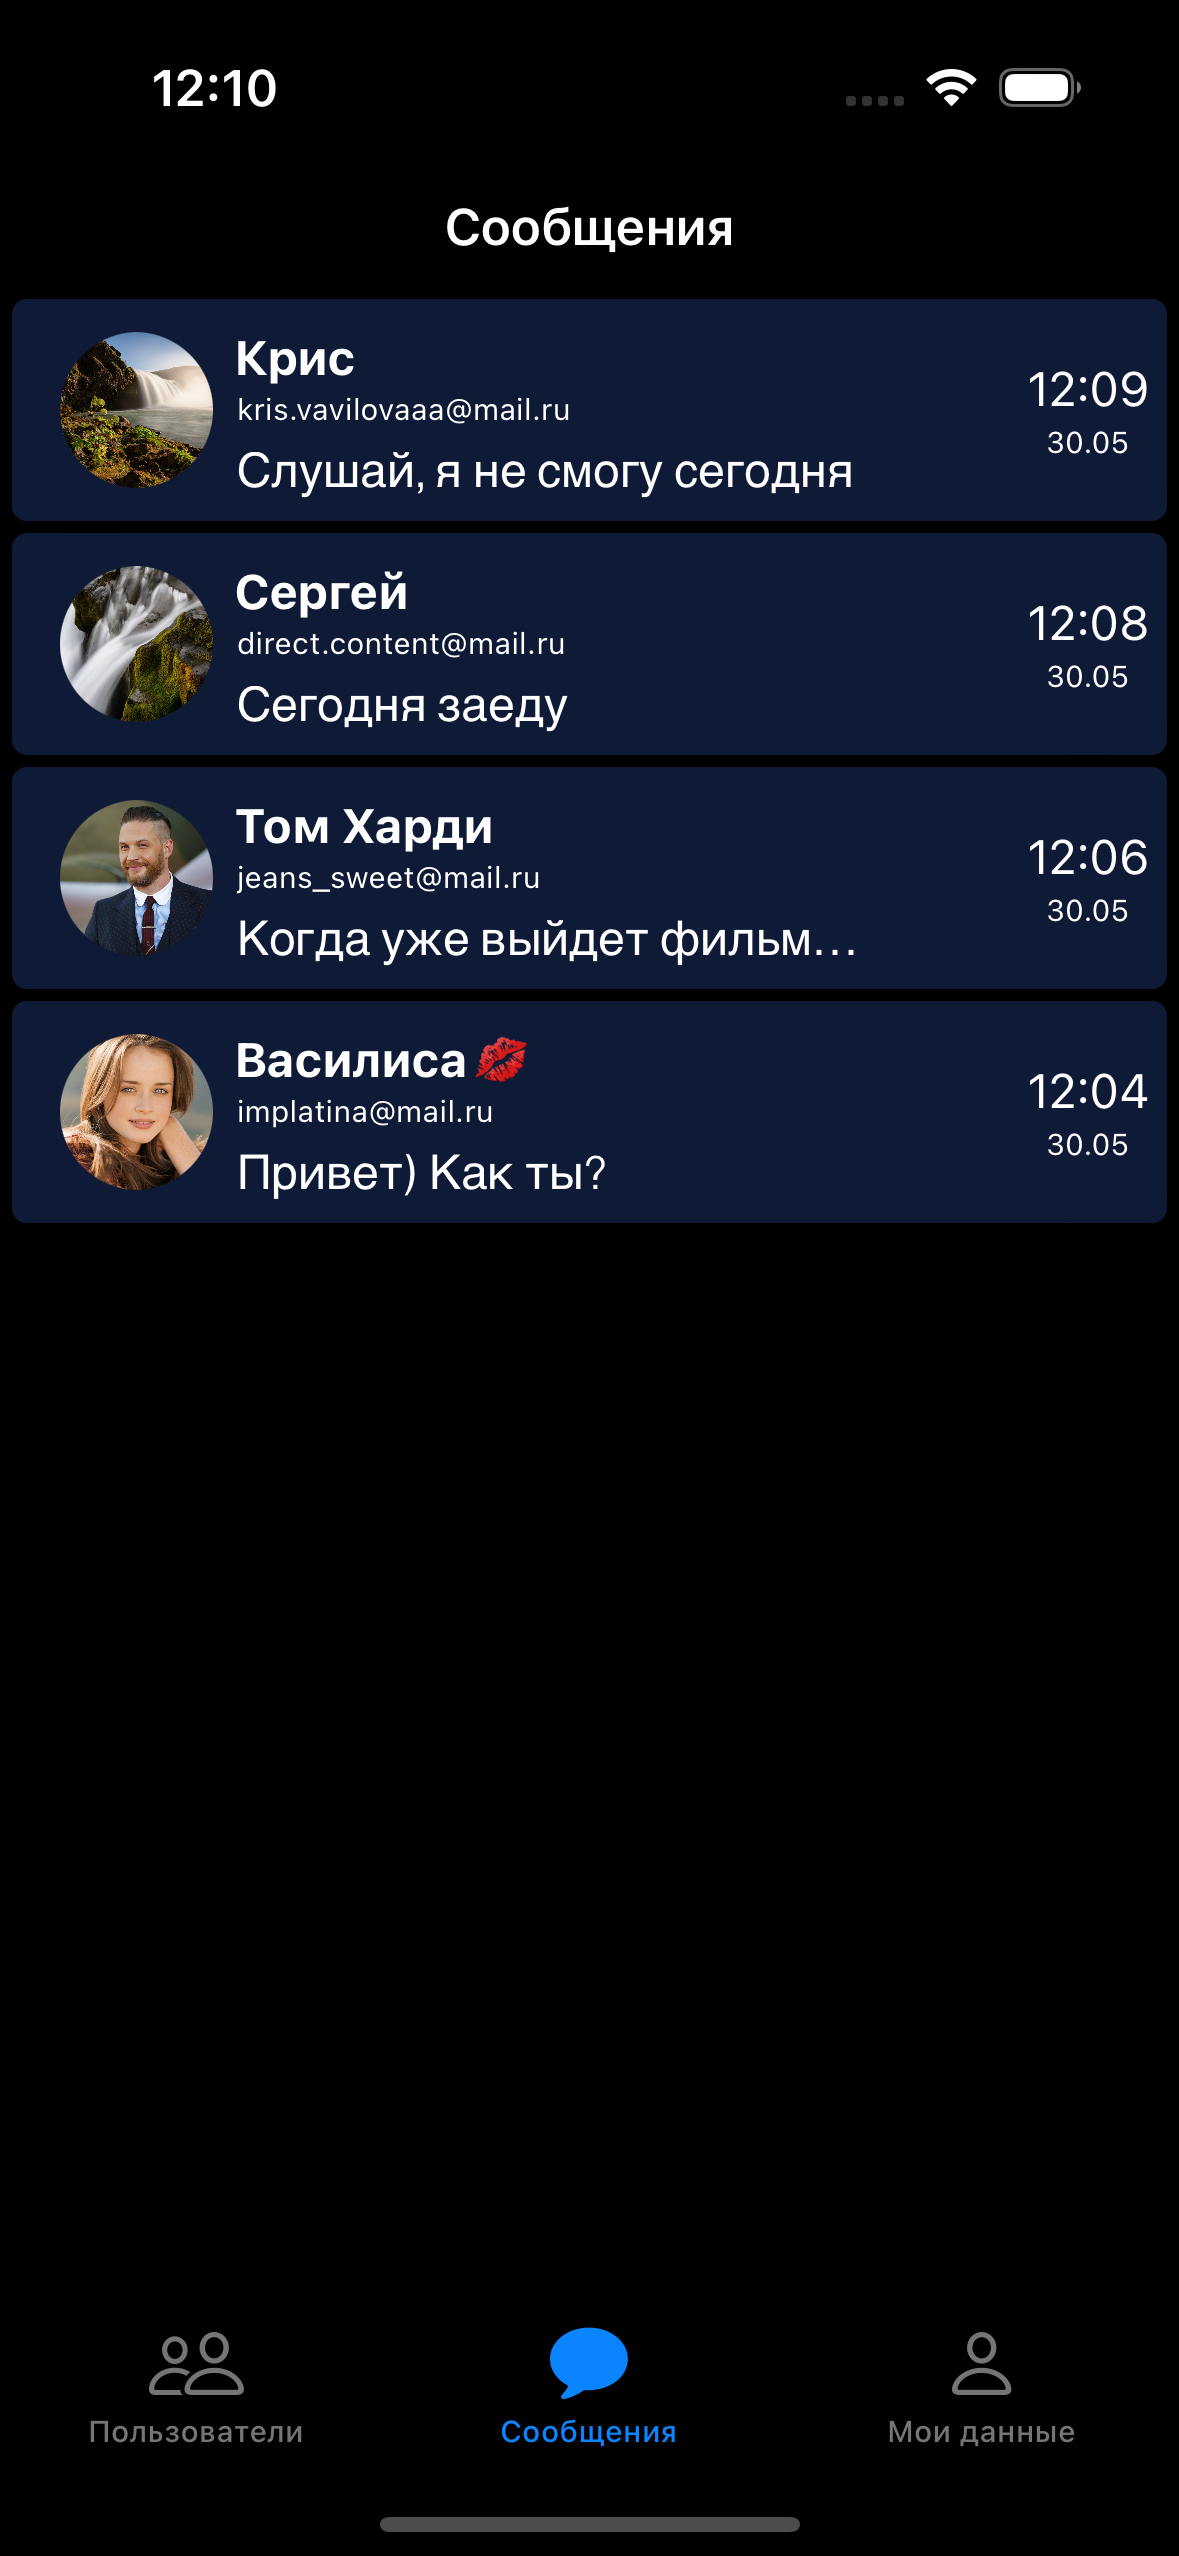 12:10
Сообщения
Крис
kris.vavilovaaa@mail.ru
Слушай, я не смогу сегодня
12:09
30.05
Сергей
direct.content@mail.ru
Сегодня заеду
12:08
30.05
Том Харди
jeans_sweet@mail.ru
Когда уже выйдет фильм...
12:06
30.05
Василиса 💋
implatina@mail.ru
Привет) Как ты?
12:04
30.05
Пользователи
Сообщения
Мои данные